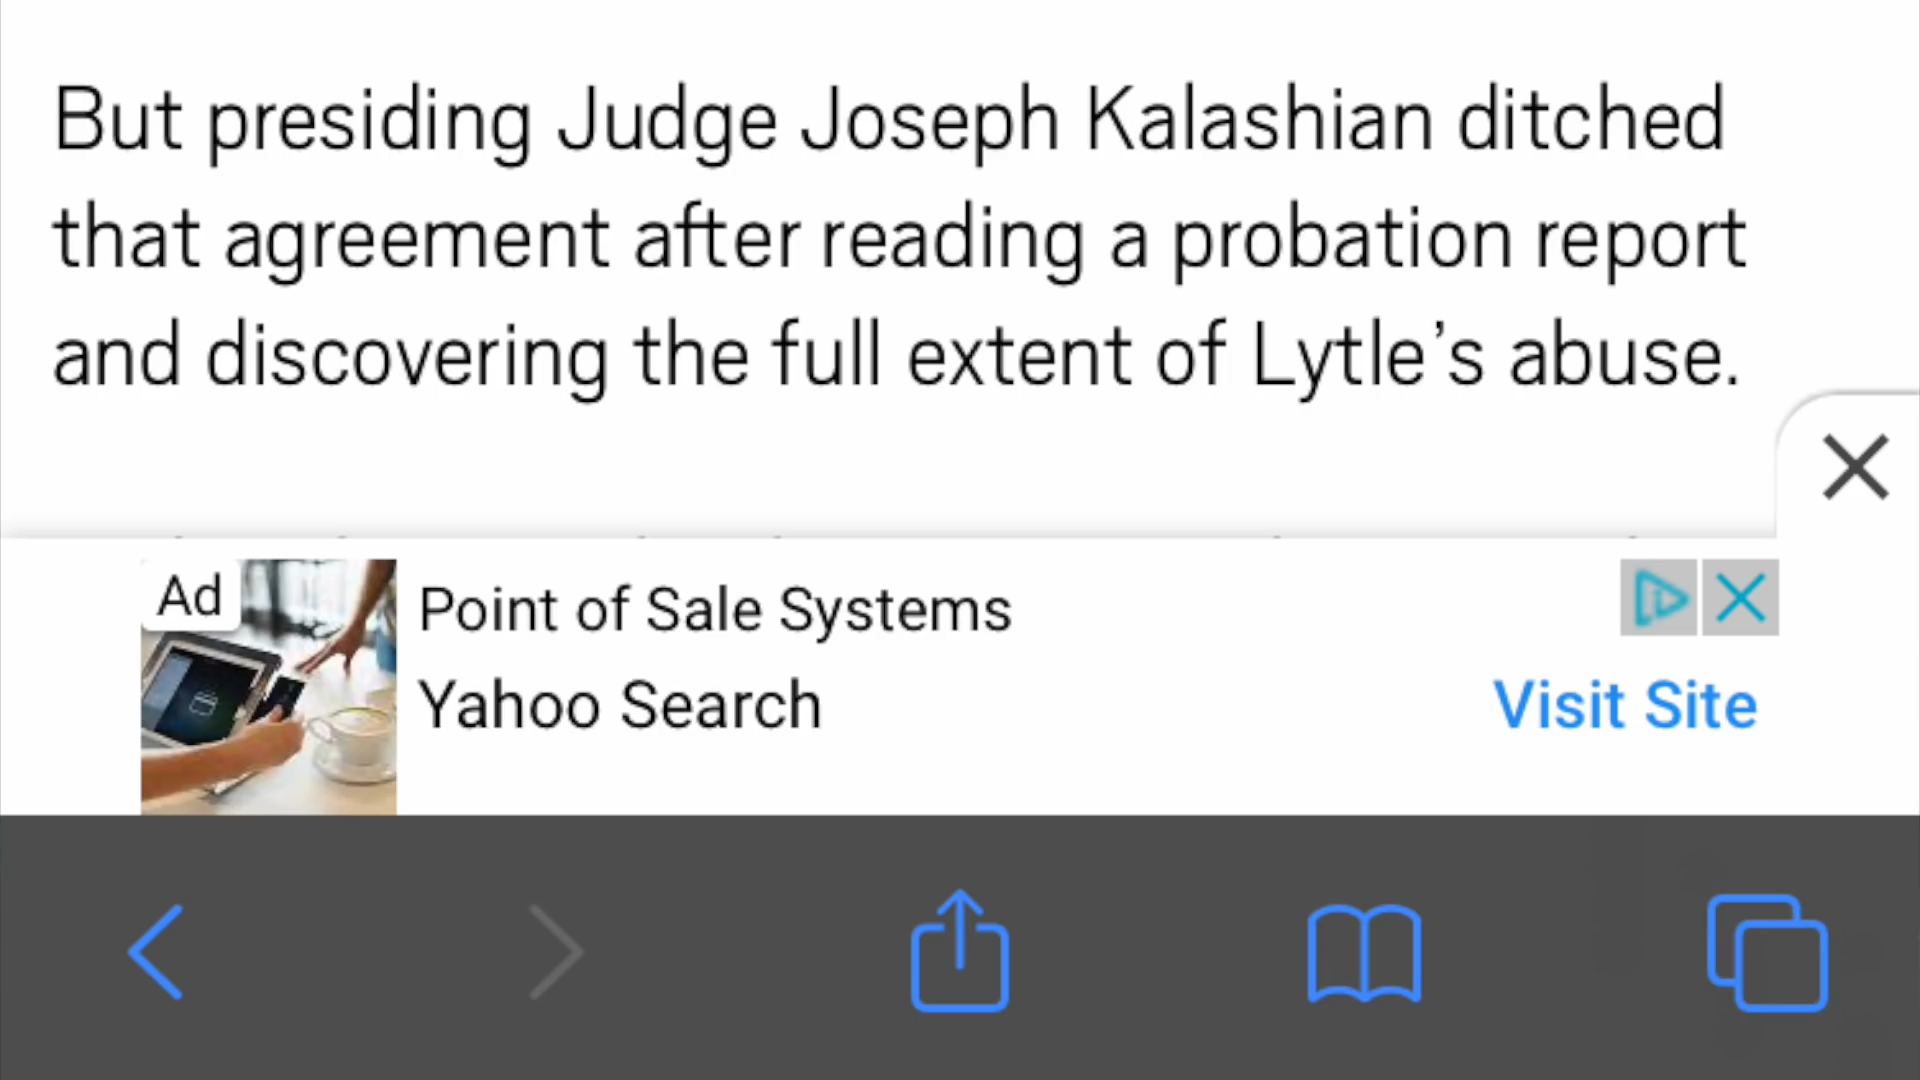 But presiding Judge Joseph Kalashian ditched
that agreement after reading a probation report
and discovering the full extent of Lytle’s abuse.
Ad
Point of Sale Systems
Yahoo Search
Visit Site